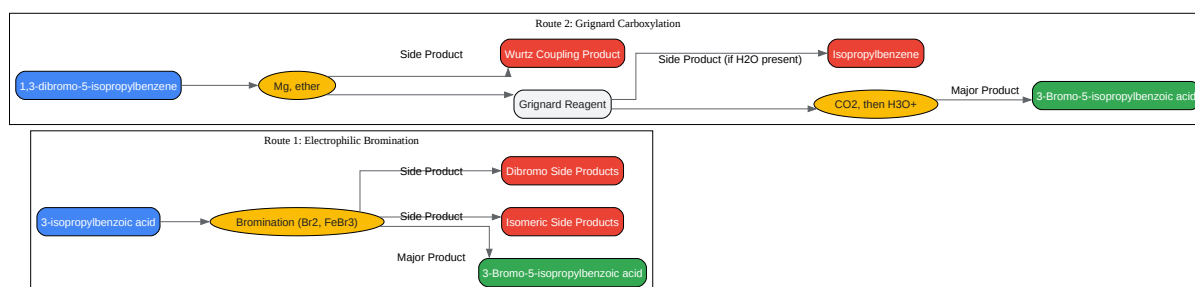 Route 2: Grignard Carboxylation
Side Product
Wurtz Coupling Product
Side Product (if H2O present)
Isopropylbenzene
1,3-dibromo-5-isopropylbenzene
Mg, ether
Grignard Reagent
Major Product
CO2, then H3O+
3-Bromo-5-isopropylbenzoic acid
Route 1: Electrophilic Bromination
Side Product
Dibromo Side Products
3-isopropylbenzoic acid
Bromination (Br2, FeBr3)
Side Product
Isomeric Side Products
Major Product
3-Bromo-5-isopropylbenzoic acid